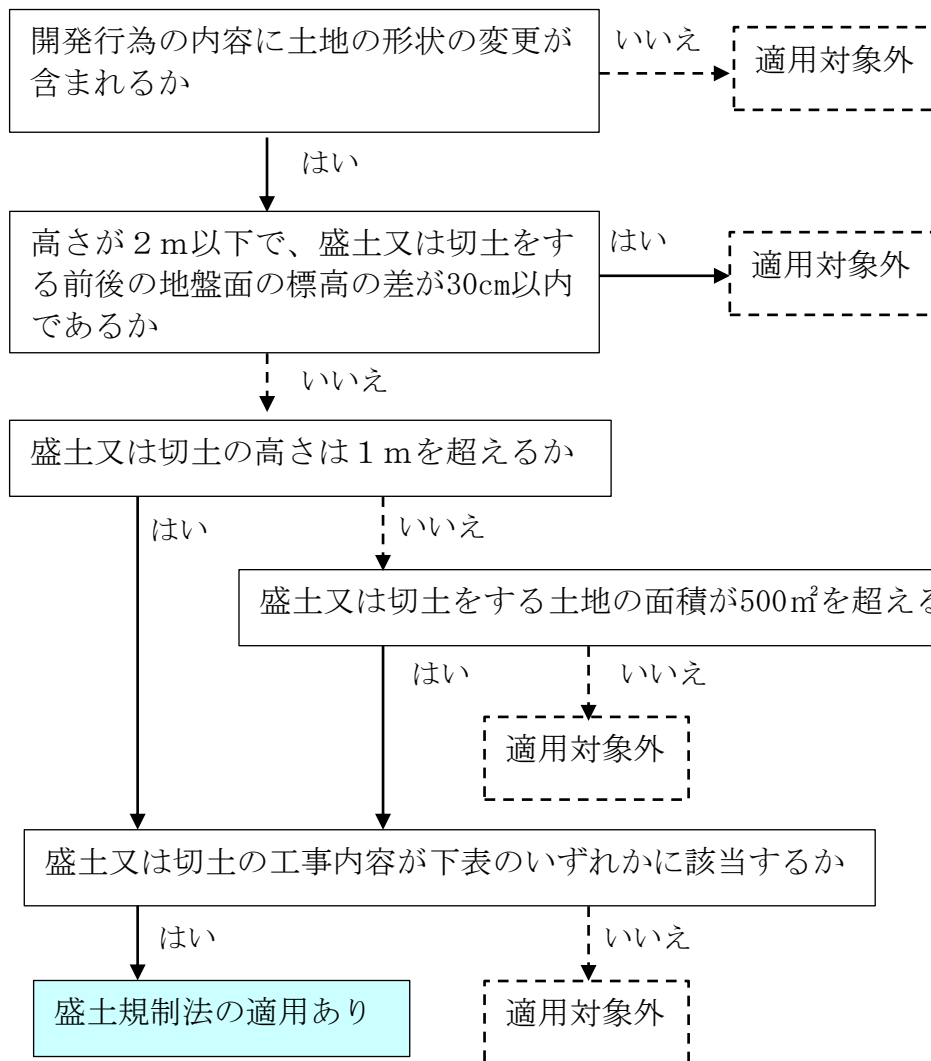 開発行為の内容に土地の形状の変更が
含まれるか
いいえ
適用対象外
はい
高さが２ｍ以下で、盛土又は切土をす
る前後の地盤面の標高の差が30cm以内
であるか
はい
適用対象外
いいえ
盛土又は切土の高さは１ｍを超えるか
はい
いいえ
盛土又は切土をする土地の面積が500㎡を超える
はい
いいえ
適用対象外
盛土又は切土の工事内容が下表のいずれかに該当するか
はい
いいえ
盛土規制法の適用あり
適用対象外